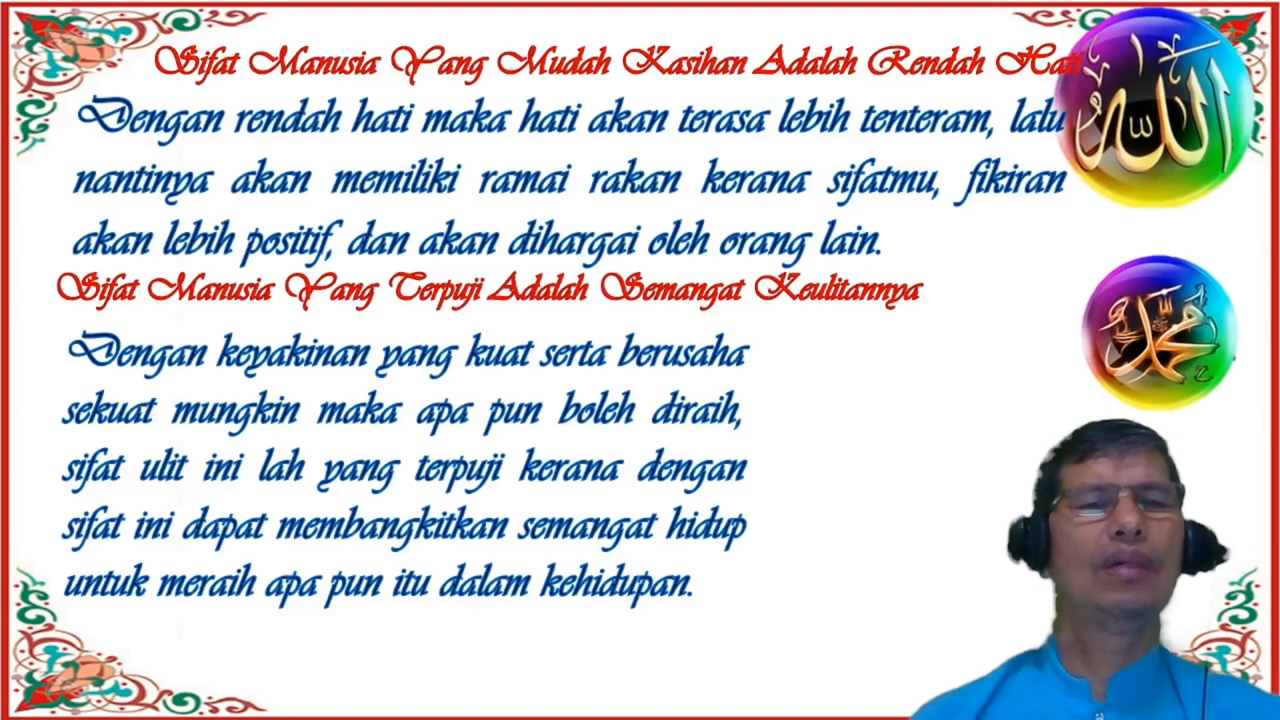 Sifat Manusia Yang Mudah Kasihan Adalah Rendah Hati
Dengan rendah hati maka hati akan terasa lebih tenteram, lalu
nantinya akan memiliki ramai rakan kerana sifatmu, fikiran
akan lebih positif, dan akan dihargai oleh orang lain.
الله
Sifat Manusia Yang Terpuji Adalah Semangat Keulitannya
محمد
Dengan keyakinan yang kuat serta berusaha
sekuat mungkin maka apa pun boleh diraih,
sifat ulit ini lah yang terpuji kerana dengan
sifat ini dapat membangkitkan semangat hidup
untuk meraih apa pun itu dalam kehidupan.